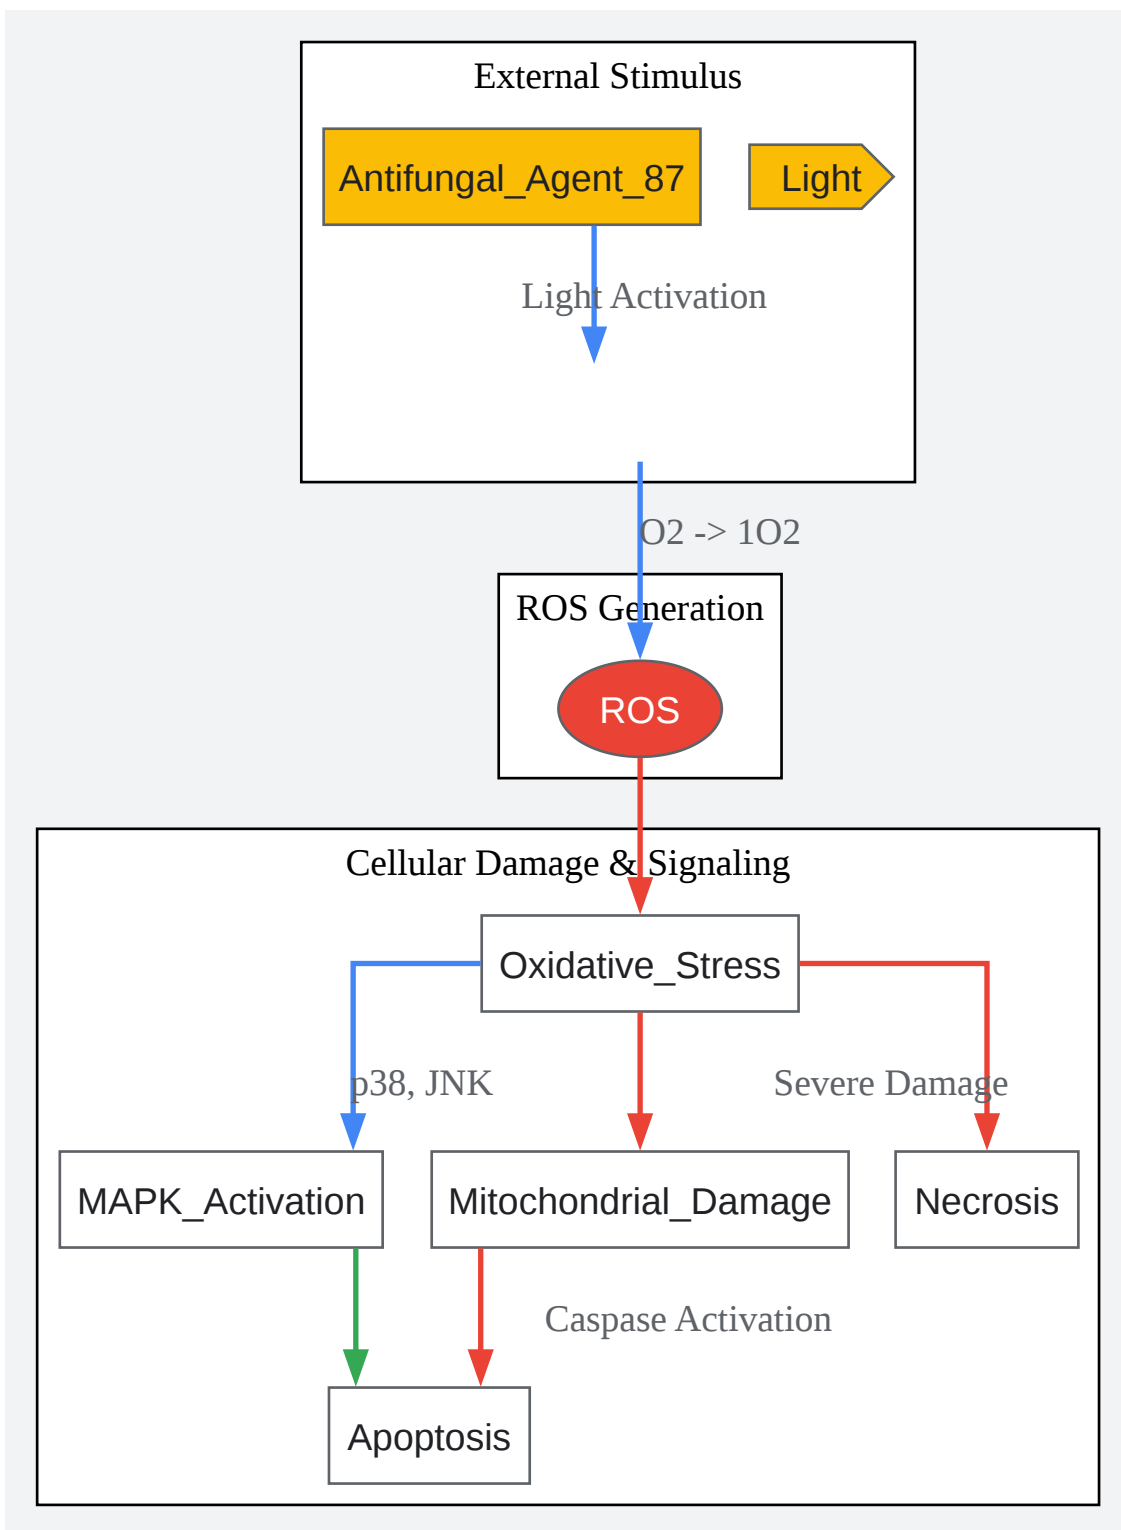 External Stimulus
Antifungal_Agent_87
Light
Light Activation
O2 -> 1O2
ROS Generation
ROS
Cellular Damage & Signaling
Oxidative_Stress
p38, JNK
Severe Damage
MAPK_Activation
Mitochondrial_Damage
Necrosis
Caspase Activation
Apoptosis